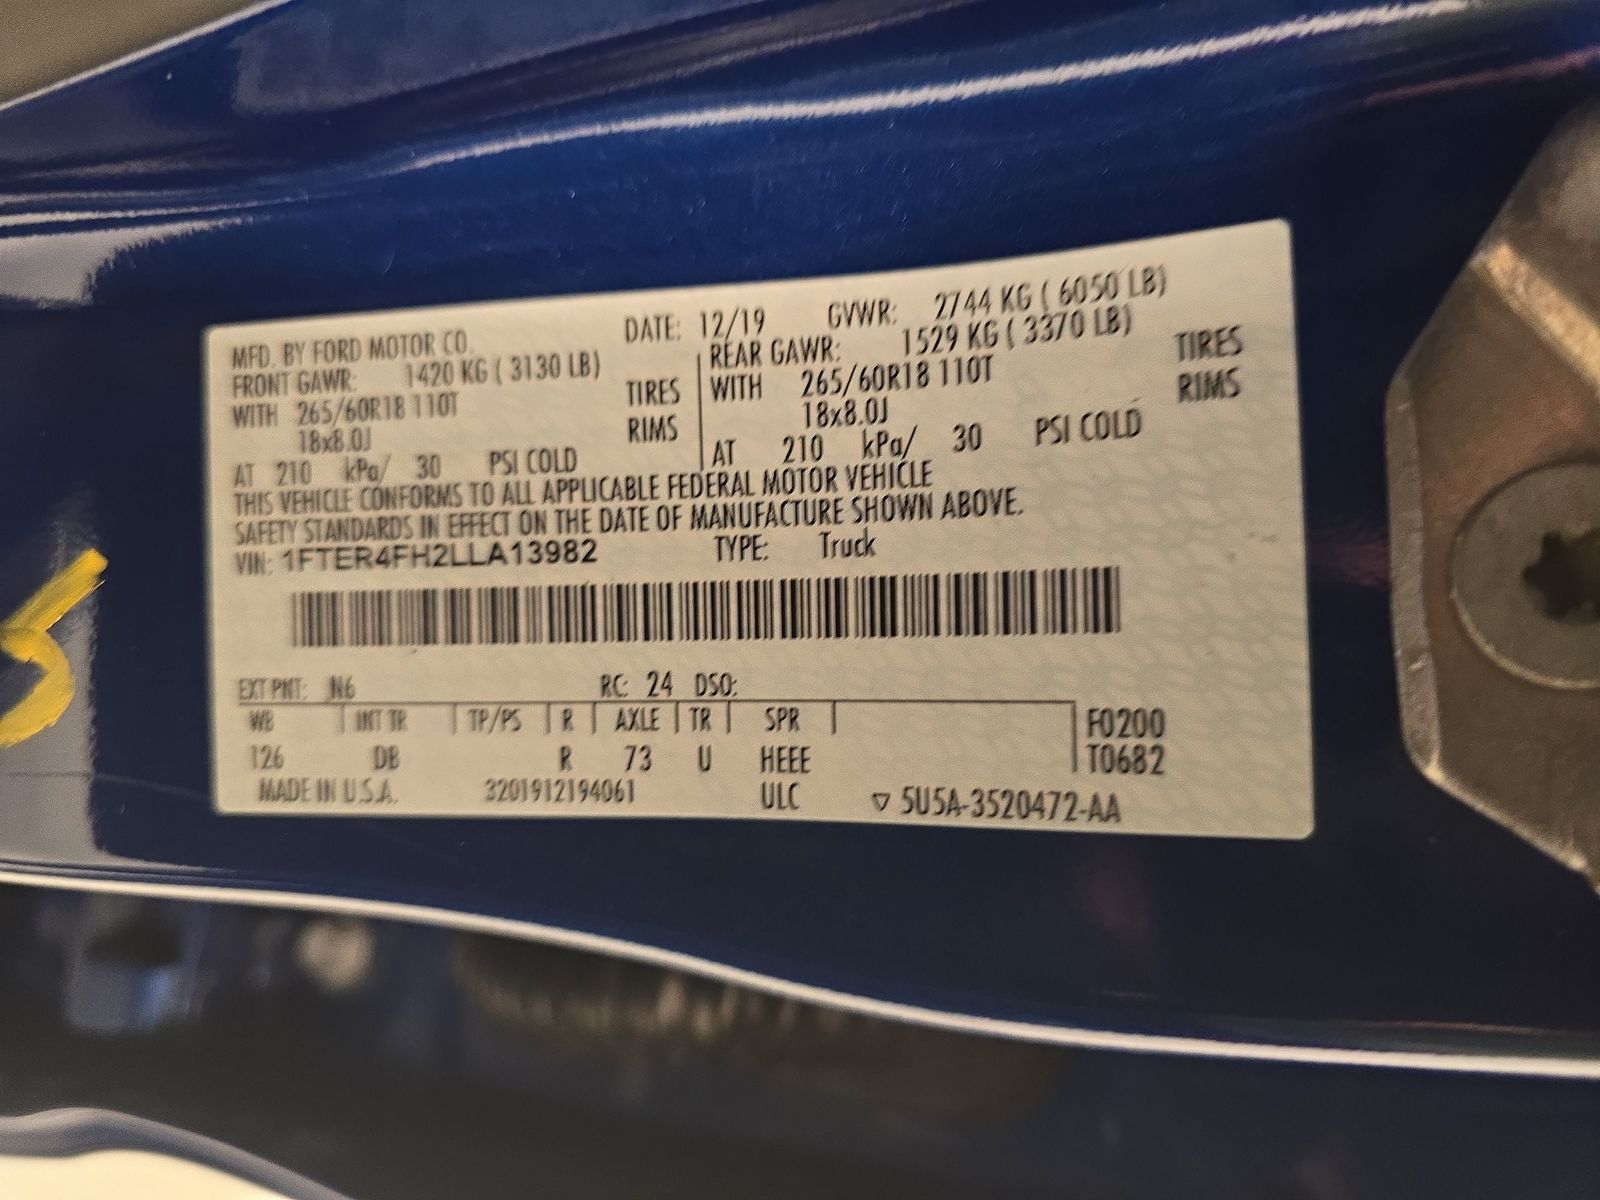 MFD. BY FORD MOTOR CO. DATE: 12/19 GVWR: 2744 KG ( 6050 LB)
FRONT GAWR: 1420 KG ( 3130 LB) REAR GAWR: 1529 KG ( 3370 LB)
WITH 265/60R18 110T TIRES WITH 265/60R18 110T TIRES
18x8.0J RIMS 18x8.0J RIMS
AT 210 kPa/ 30 PSI COLD AT 210 kPa/ 30 PSI COLD
THIS VEHICLE CONFORMS TO ALL APPLICABLE FEDERAL MOTOR VEHICLE
SAFETY STANDARDS IN EFFECT ON THE DATE OF MANUFACTURE SHOWN ABOVE.
VIN: 1FTER4FH2LLA13982 TYPE: Truck
EXT PNT: N6 RC: 24 DSO:
WB INT TR TP/PS R AXLE TR SPR F0200
126 DB R 73 U HEEE T0682
MADE IN U.S.A. 3201912194061 ULC ▽ 5U5A-3520472-AA
5